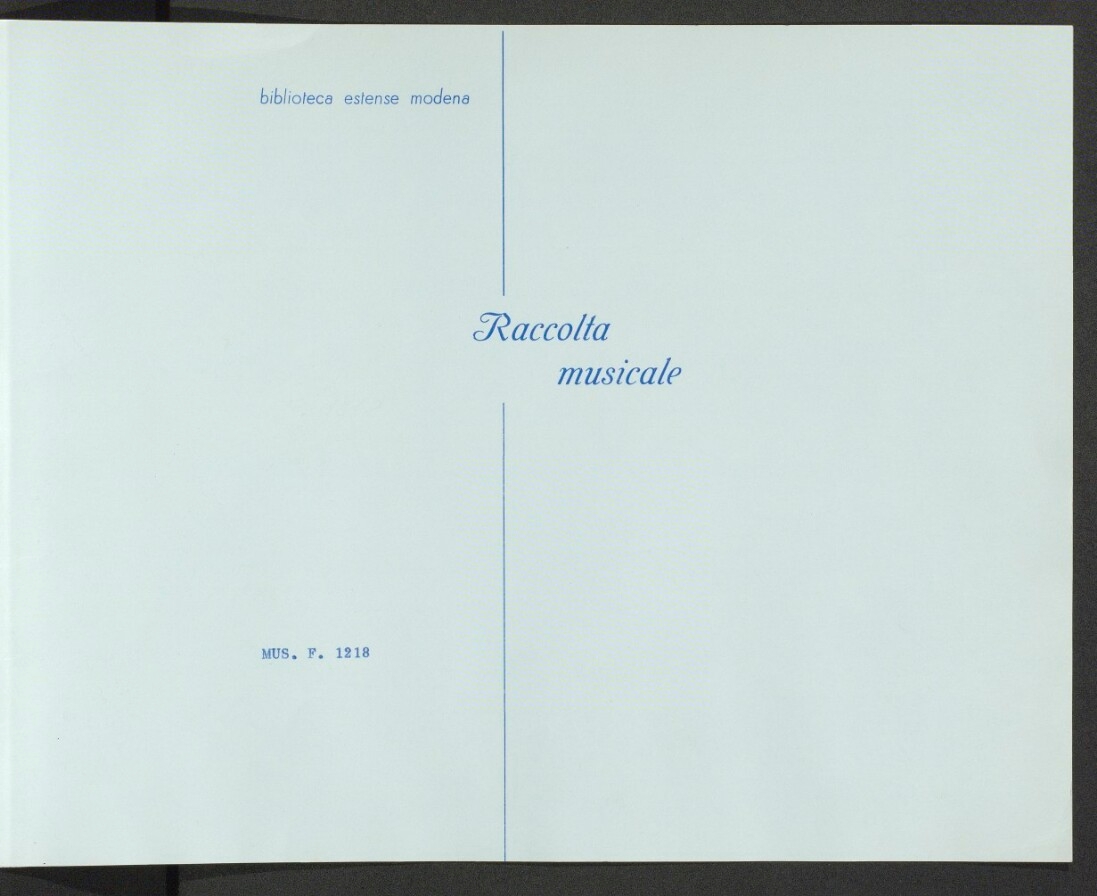 biblioteca estense modena
Raccolta
musicale
MUS. F. 1218